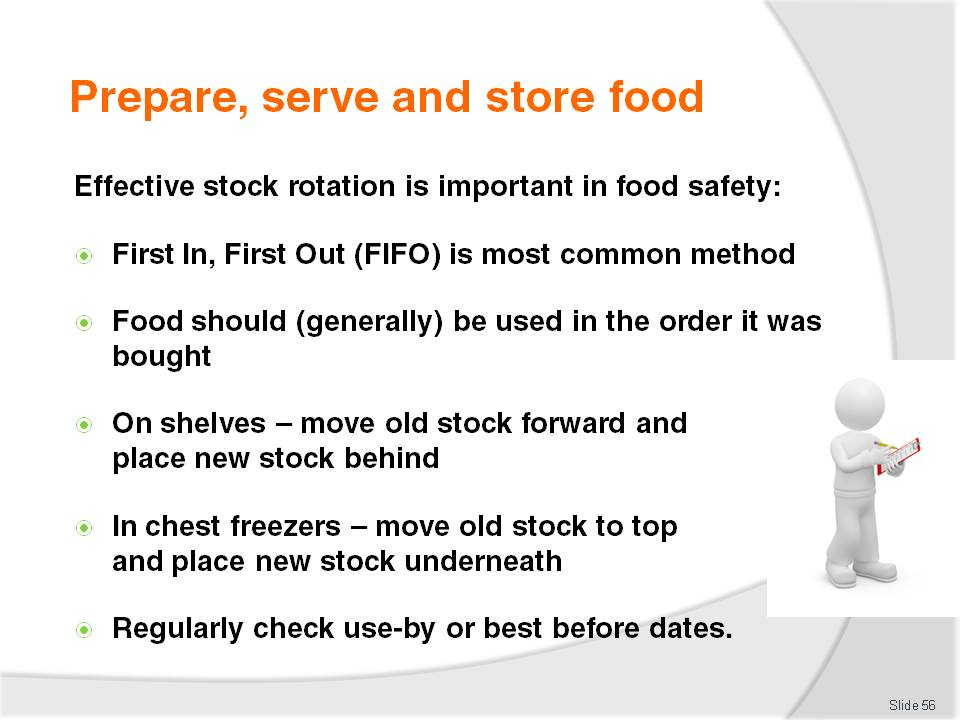 Prepare, serve and store food
Effective stock rotation is important in food safety:
First In, First Out (FIFO) is most common method
Food should (generally) be used in the order it was
bought
On shelves – move old stock forward and
place new stock behind
In chest freezers – move old stock to top
and place new stock underneath
Regularly check use-by or best before dates.
Slide 56